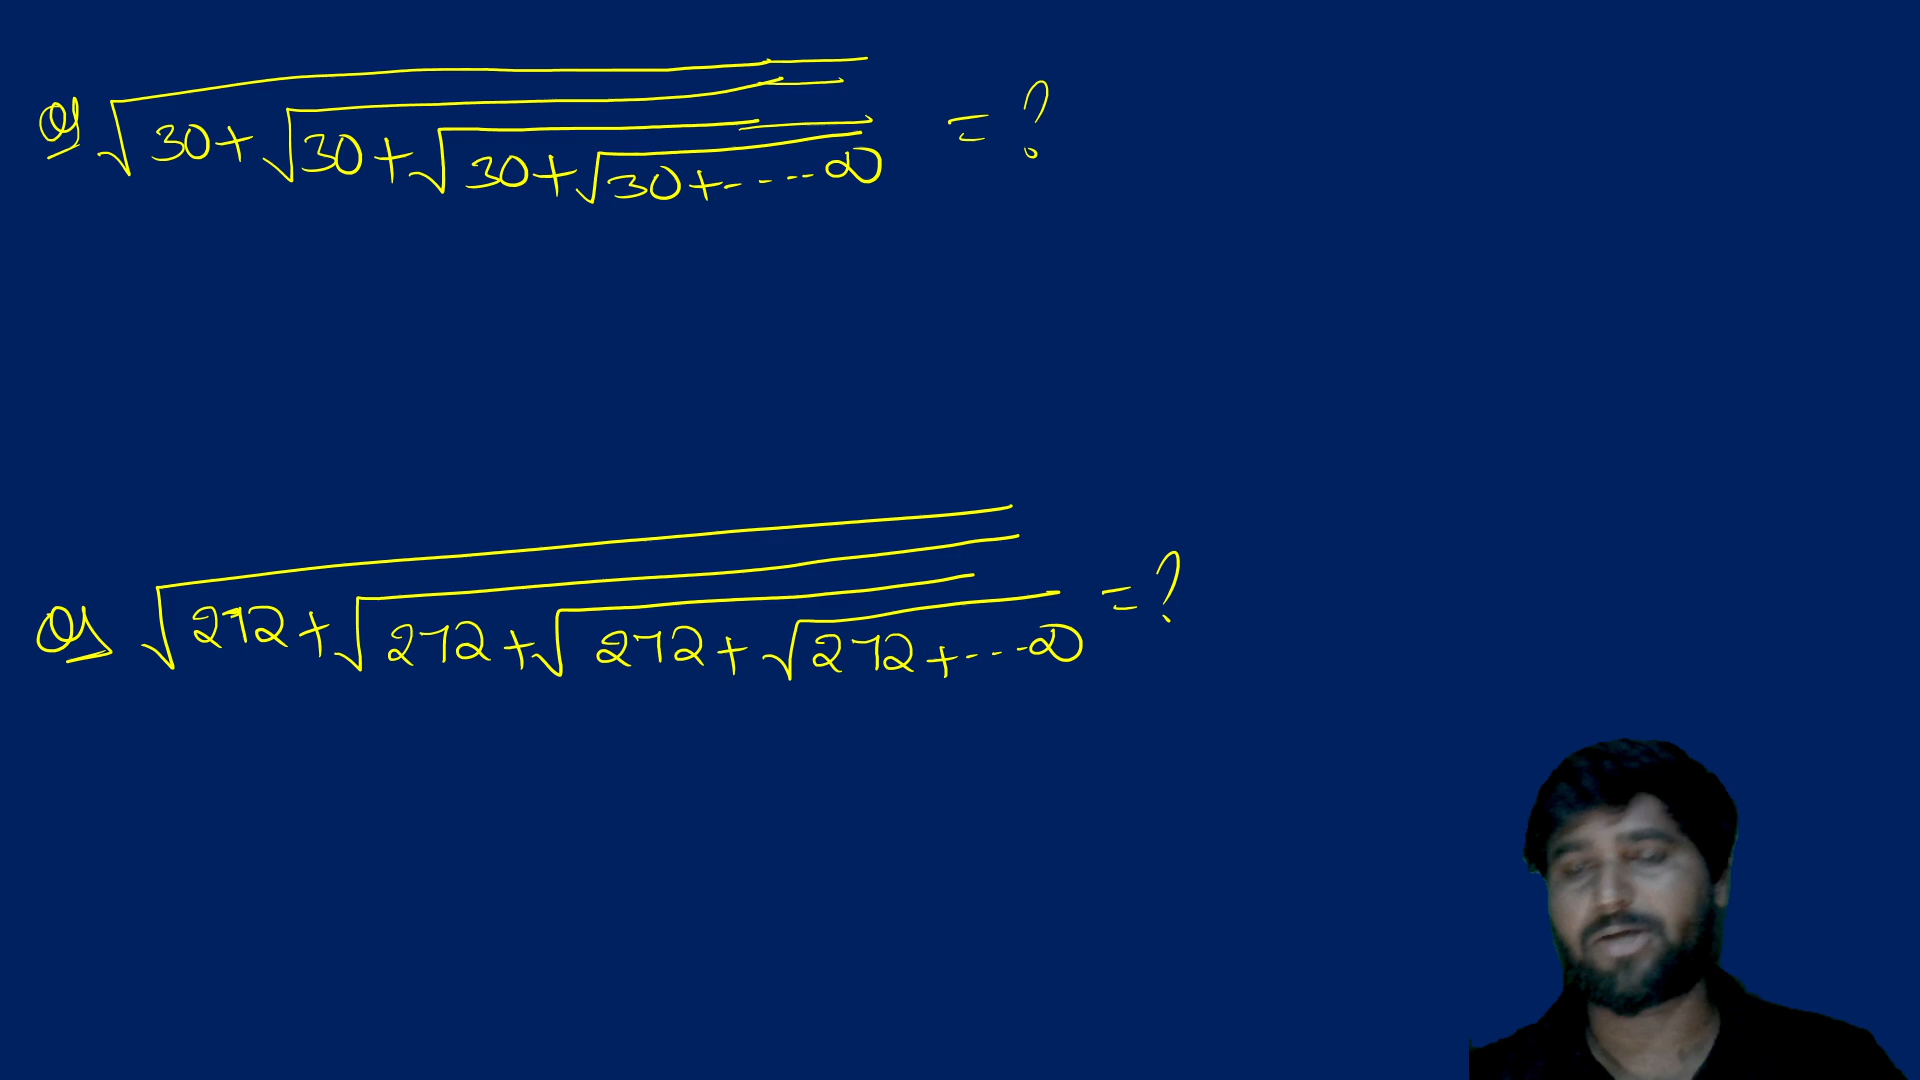 Q) √30+√30+√30+√30+----∞ = ?
Q) √272+√272+√272+√272+---∞ = ?